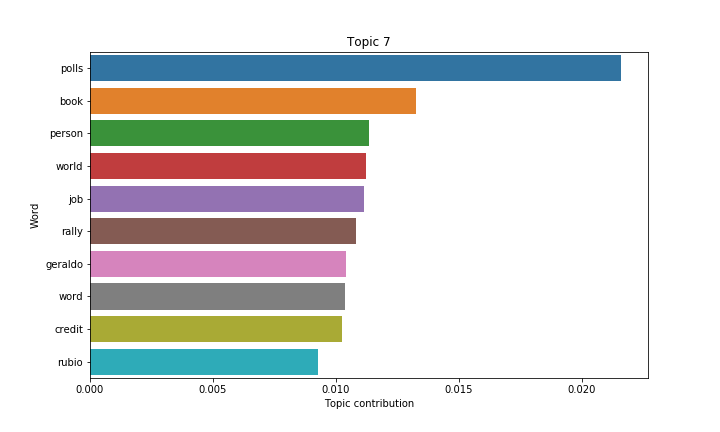 Topic 7
polls
book
person
world
job
rally
geraldo
word
credit
rubio
Word
0.000 0.005 0.010 0.015 0.020
Topic contribution